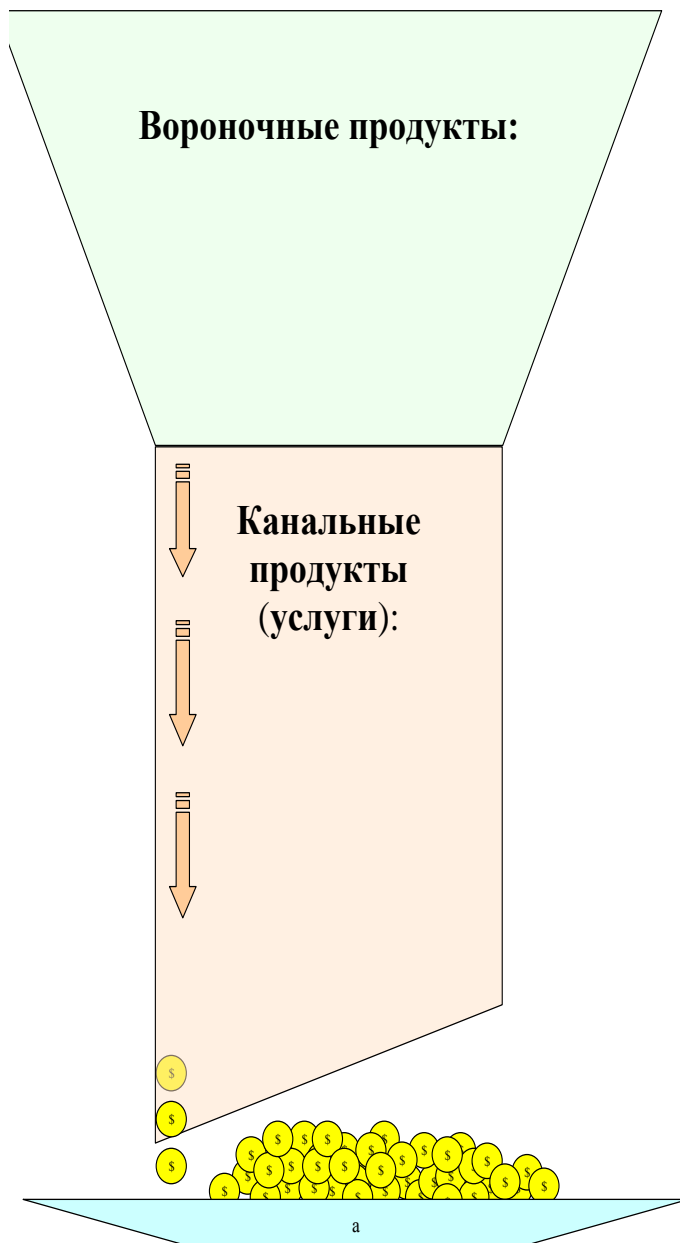 Вороночные продукты:
Канальные
продукты
(услуги):
$
$
$
а